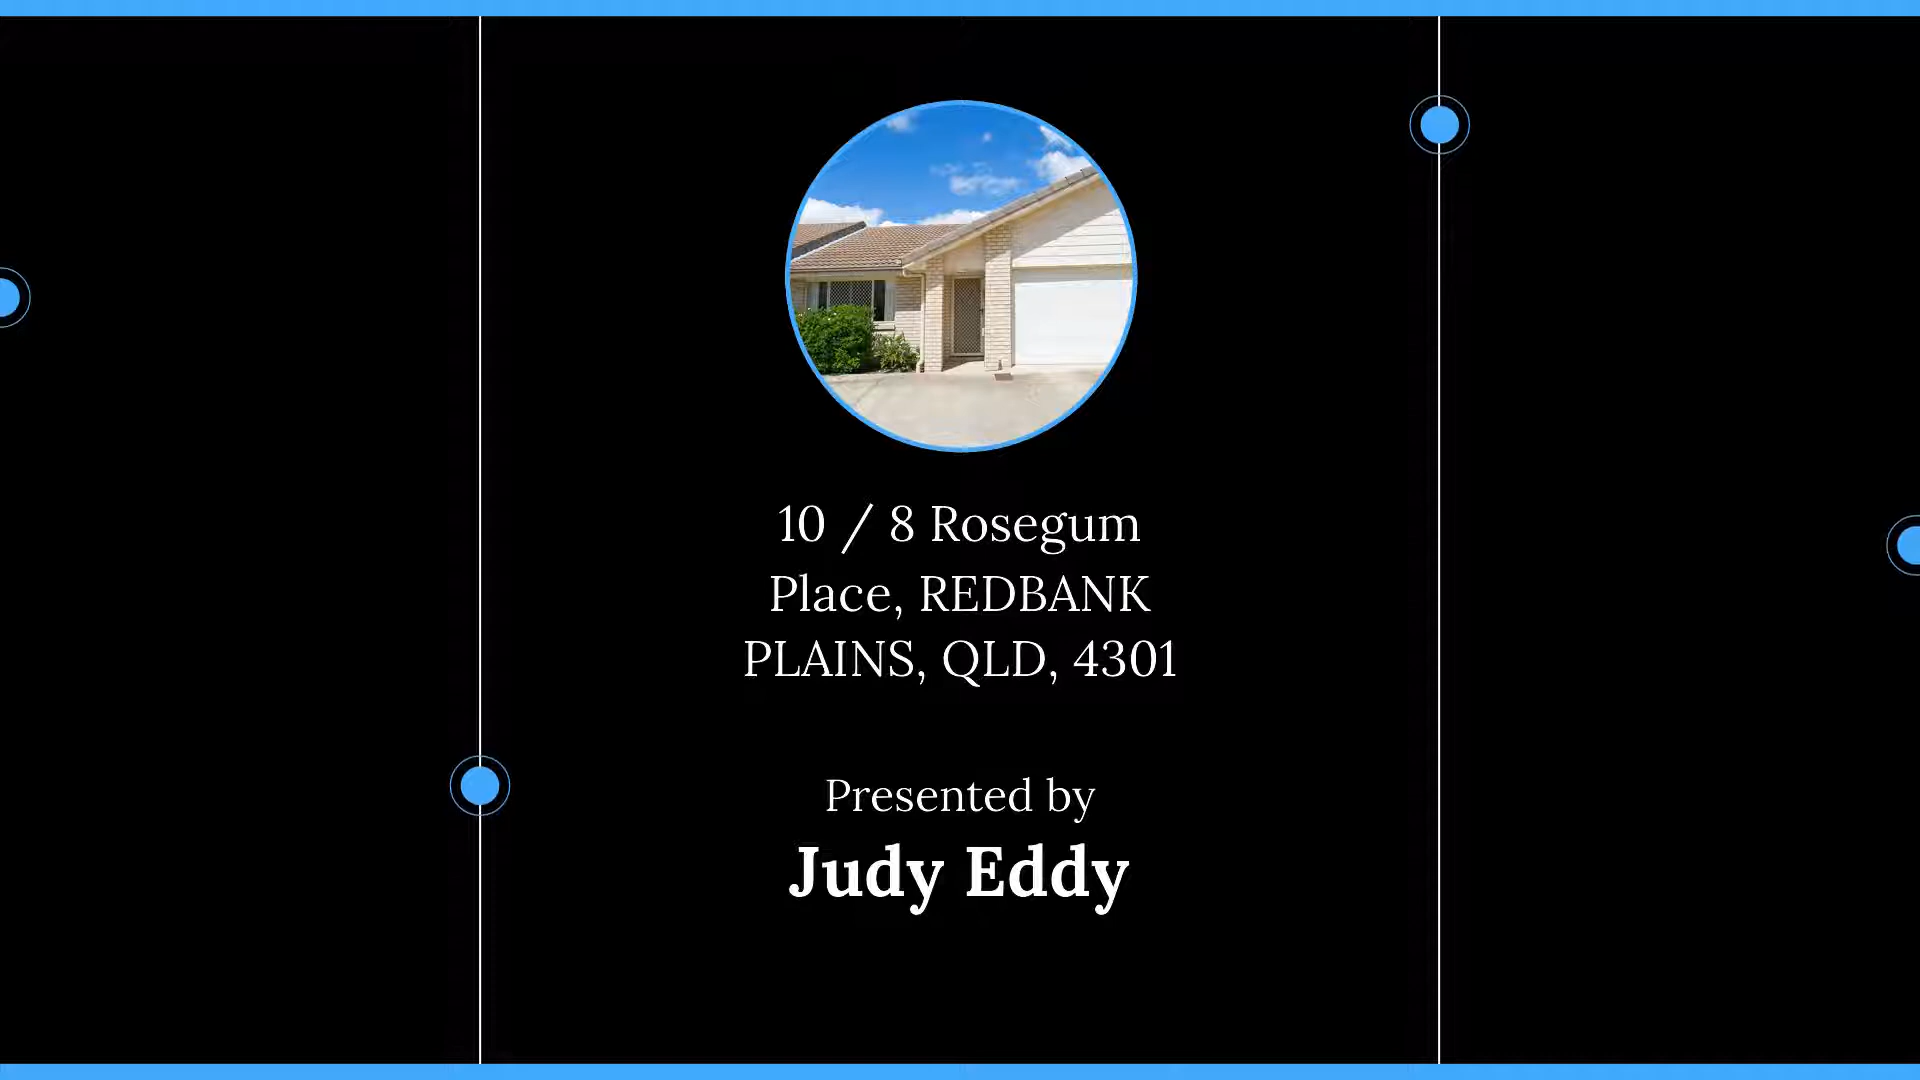 10 / 8 Rosegum
Place, REDBANK
PLAINS, QLD, 4301
Presented by
Judy Eddy